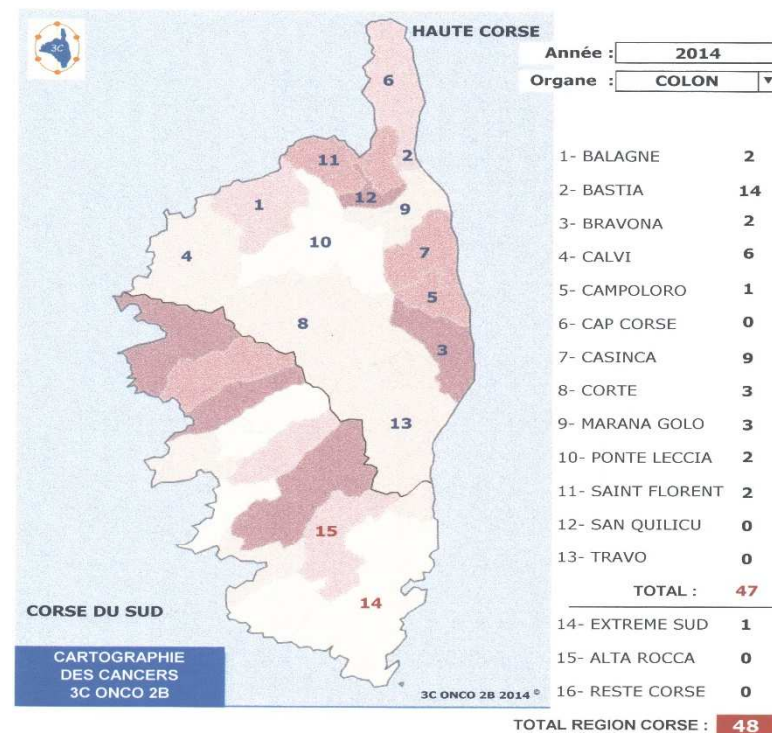 3C
HAUTE CORSE
Année : 2014
Organe : COLON
6
11
2
12
9
1
10
7
4
5
8
3
13
15
14
1- BALAGNE 2
2- BASTIA 14
3- BRAVONA 2
4- CALVI 6
5- CAMPOLORO 1
6- CAP CORSE 0
7- CASINCA 9
8- CORTE 3
9- MARANA GOLO 3
10- PONTE LECCIA 2
11- SAINT FLORENT 2
12- SAN QUILICU 0
13- TRAVO 0
TOTAL : 47
14- EXTREME SUD 1
15- ALTA ROCCA 0
16- RESTE CORSE 0
TOTAL REGION CORSE : 48
CORSE DU SUD
CARTOGRAPHIE
DES CANCERS
3C ONCO 2B
3C ONCO 2B 2014 ©